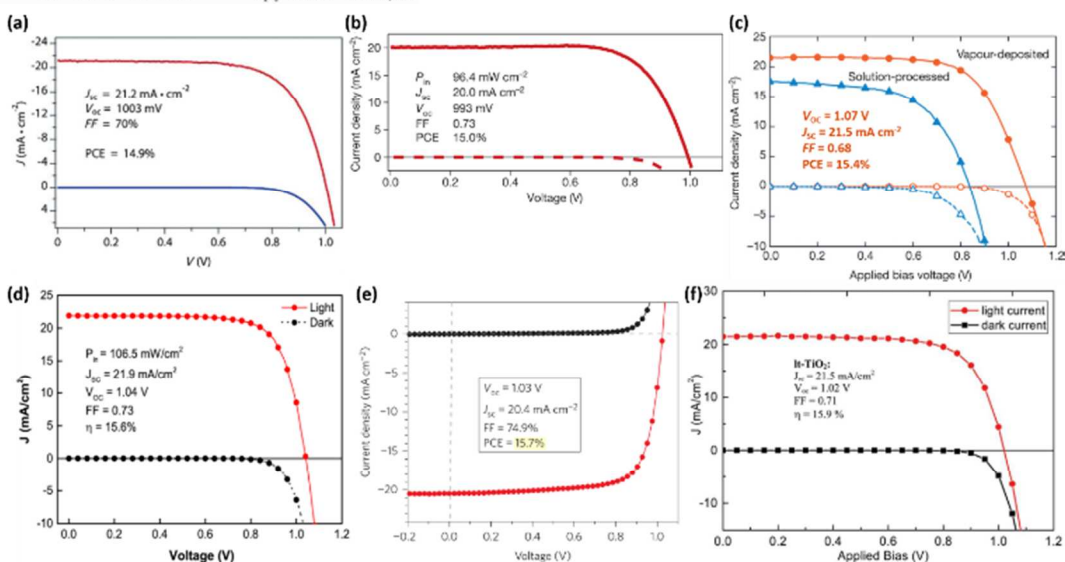 (a)
-24
-20
-16
-12
-8
-4
0
4
J (mA·cm⁻²)
J_sc = 21.2 mA·cm⁻²
V_oc = 1003 mV
FF = 70%
PCE = 14.9%
0 0.2 0.4 0.6 0.8 1.0
V (V)
(b)
20
15
10
5
0
Current density (mA cm⁻²)
P_in 96.4 mW cm⁻²
J_sc 20.0 mA cm⁻²
V_oc 993 mV
FF 0.73
PCE 15.0%
0.0 0.2 0.4 0.6 0.8 1.0
Voltage (V)
(c)
25
20
15
10
5
0
−5
−10
Current density (mA cm⁻²)
Vapour-deposited
Solution-processed
V_OC = 1.07 V
J_SC = 21.5 mA cm⁻²
FF = 0.68
PCE = 15.4%
0.0 0.2 0.4 0.6 0.8 1.0 1.2
Applied bias voltage (V)
(d)
25
20
15
10
5
0
-5
-10
J (mA/cm²)
Light
Dark
P_in = 106.5 mW/cm²
J_SC = 21.9 mA/cm²
V_OC = 1.04 V
FF = 0.73
η = 15.6%
0.0 0.2 0.4 0.6 0.8 1.0 1.2
Voltage (V)
(e)
0
−5
−10
−15
−20
Current density (mA cm⁻²)
V_oc = 1.03 V
J_sc = 20.4 mA cm⁻²
FF = 74.9%
PCE = 15.7%
−0.2 0.0 0.2 0.4 0.6 0.8 1.0
Voltage (V)
(f)
30
20
10
0
-10
J (mA/cm²)
light current
dark current
lt-TiO₂:
J_sc = 21.5 mA/cm²
V_oc = 1.02 V
FF = 0.71
η = 15.9 %
0.0 0.2 0.4 0.6 0.8 1.0 1.2
Applied Bias (V)